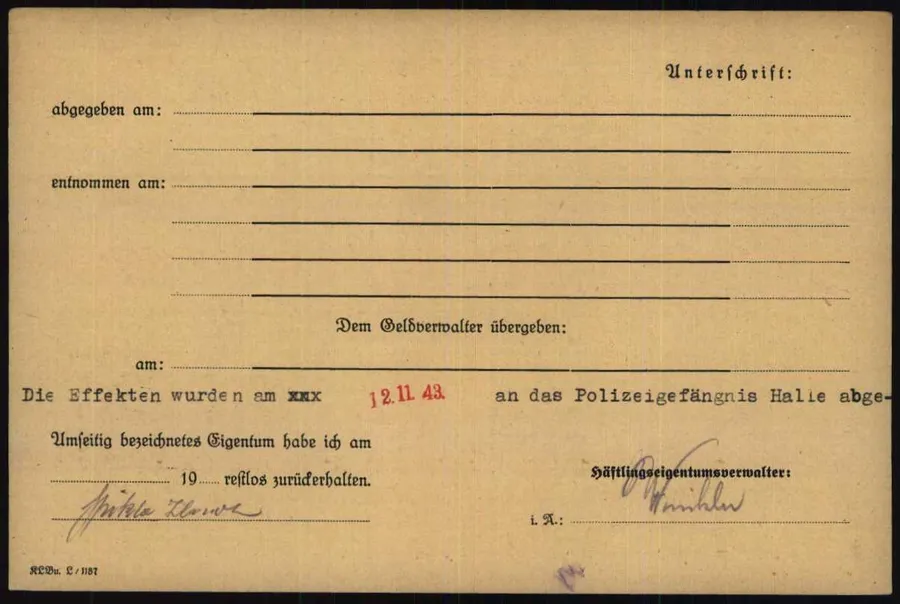 Unterschrift:
abgegeben am:
entnommen am:
Dem Geldverwalter übergeben:
am:
Die Effekten wurden am xxx 12.11.43. an das Polizeigefängnis Halle abge-
Umseitig bezeichnetes Eigentum habe ich am
19 restlos zurückerhalten.
Häftlingseigentumsverwalter:
Winkler
i. A.:
KLBu. L / 1187